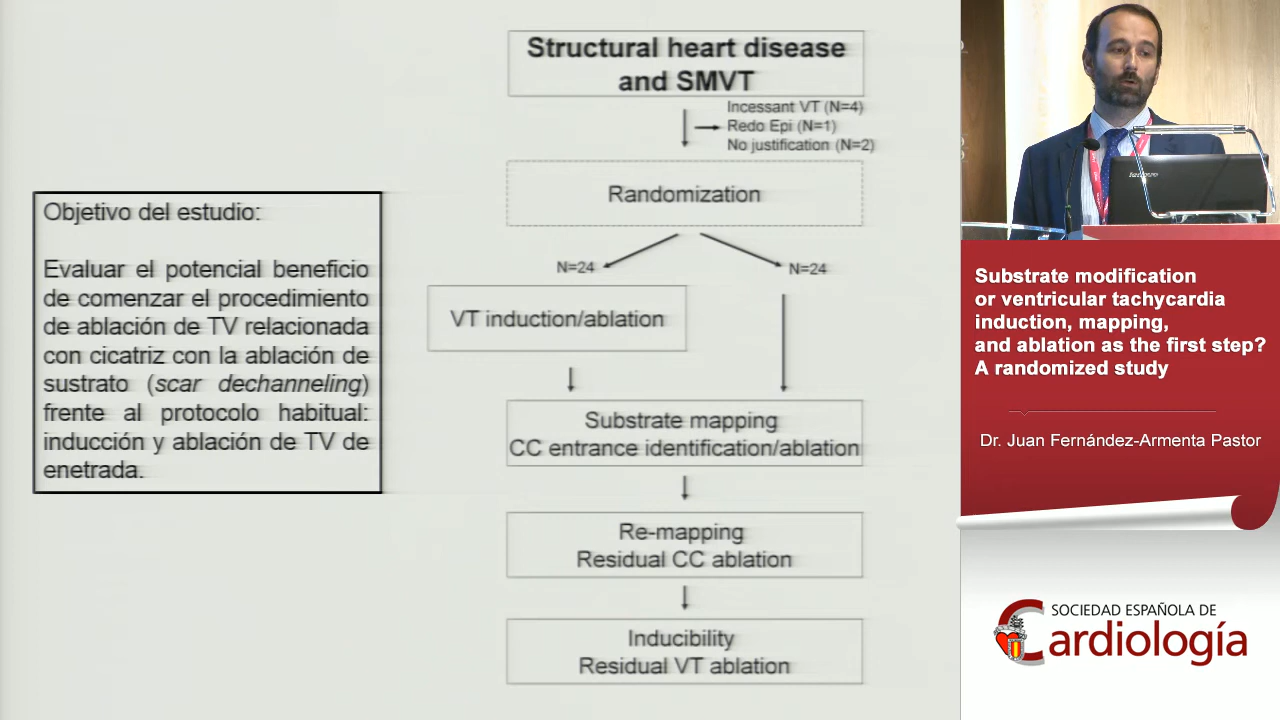 Structural heart disease
and SMVT
Incessant VT (N=4)
Redo Epi (N=1)
No justification (N=2)
Randomization
N=24
N=24
VT induction/ablation
Substrate mapping
CC entrance identification/ablation
Re-mapping
Residual CC ablation
Inducibility
Residual VT ablation
Objetivo del estudio:
Evaluar el potencial beneficio
de comenzar el procedimiento
de ablación de TV relacionada
con cicatriz con la ablación de
sustrato (scar dechanneling)
frente al protocolo habitual:
inducción y ablación de TV de
enetrada.
lenovo
Substrate modification
or ventricular tachycardia
induction, mapping,
and ablation as the first step?
A randomized study
Dr. Juan Fernández-Armenta Pastor
SOCIEDAD ESPAÑOLA DE
Cardiología